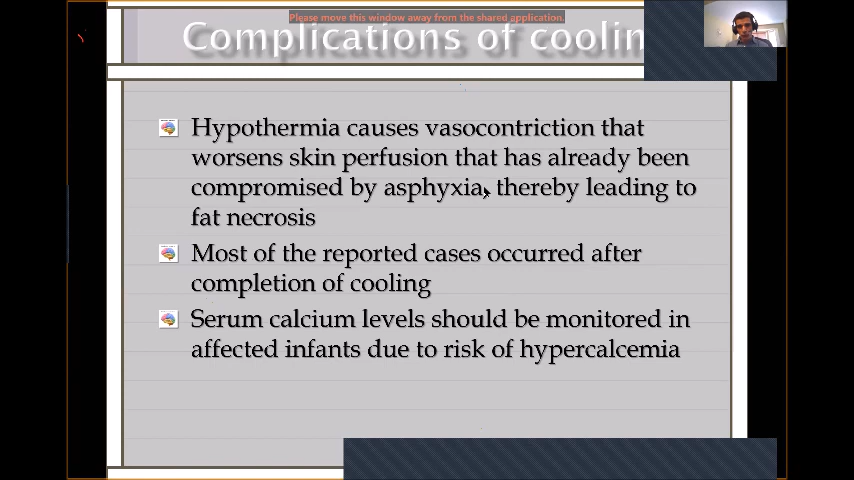 Please move this window away from the shared application.
Complications of coolin
Hypothermia causes vasocontriction that
worsens skin perfusion that has already been
compromised by asphyxia, thereby leading to
fat necrosis
Most of the reported cases occurred after
completion of cooling
Serum calcium levels should be monitored in
affected infants due to risk of hypercalcemia